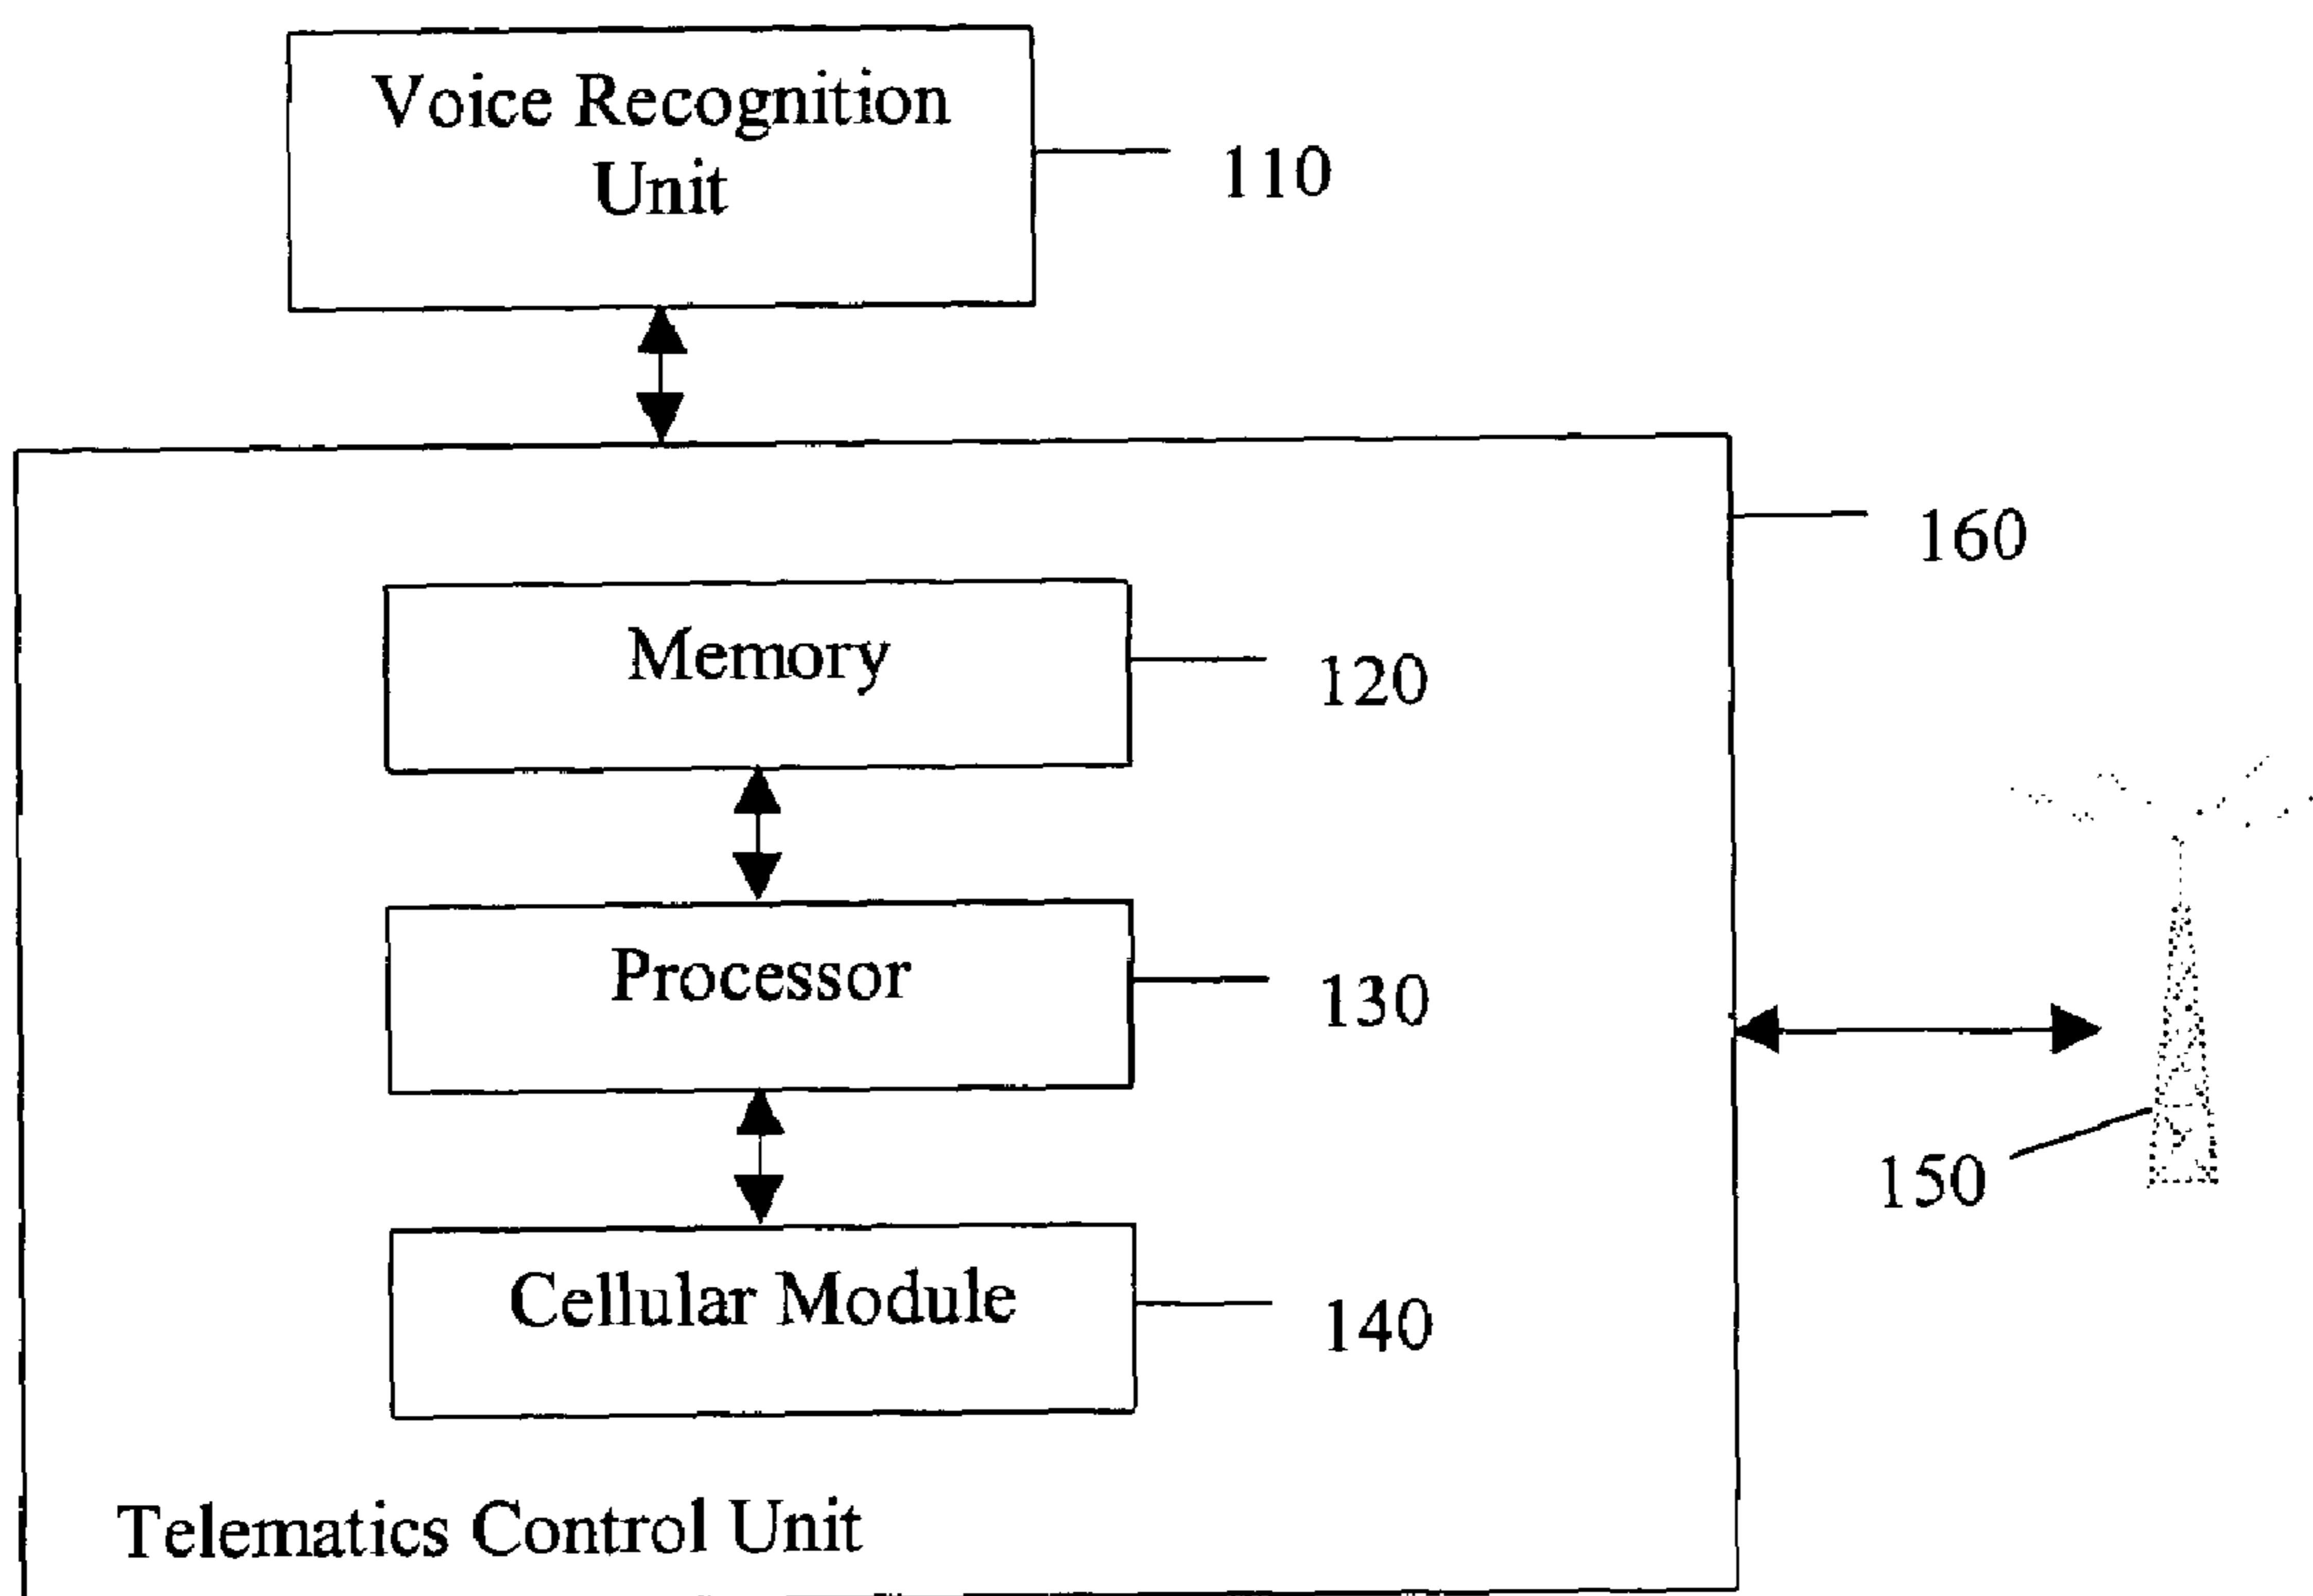 Voice Recognition
Unit
110
160
Memory
120
Processor
130
150
Cellular Module
140
Telematics Control Unit